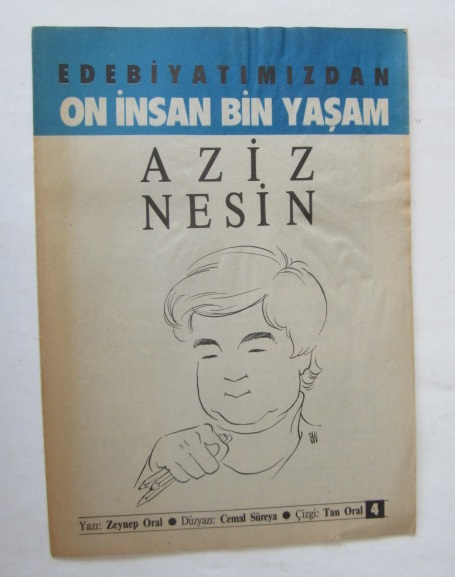 EDEBİYATIMIZDAN
ON İNSAN BİN YAŞAM
AZİZ
NESİN
Yazı: Zeynep Oral ● Düzyazı: Cemal Süreya ● Çizgi: Tan Oral 4